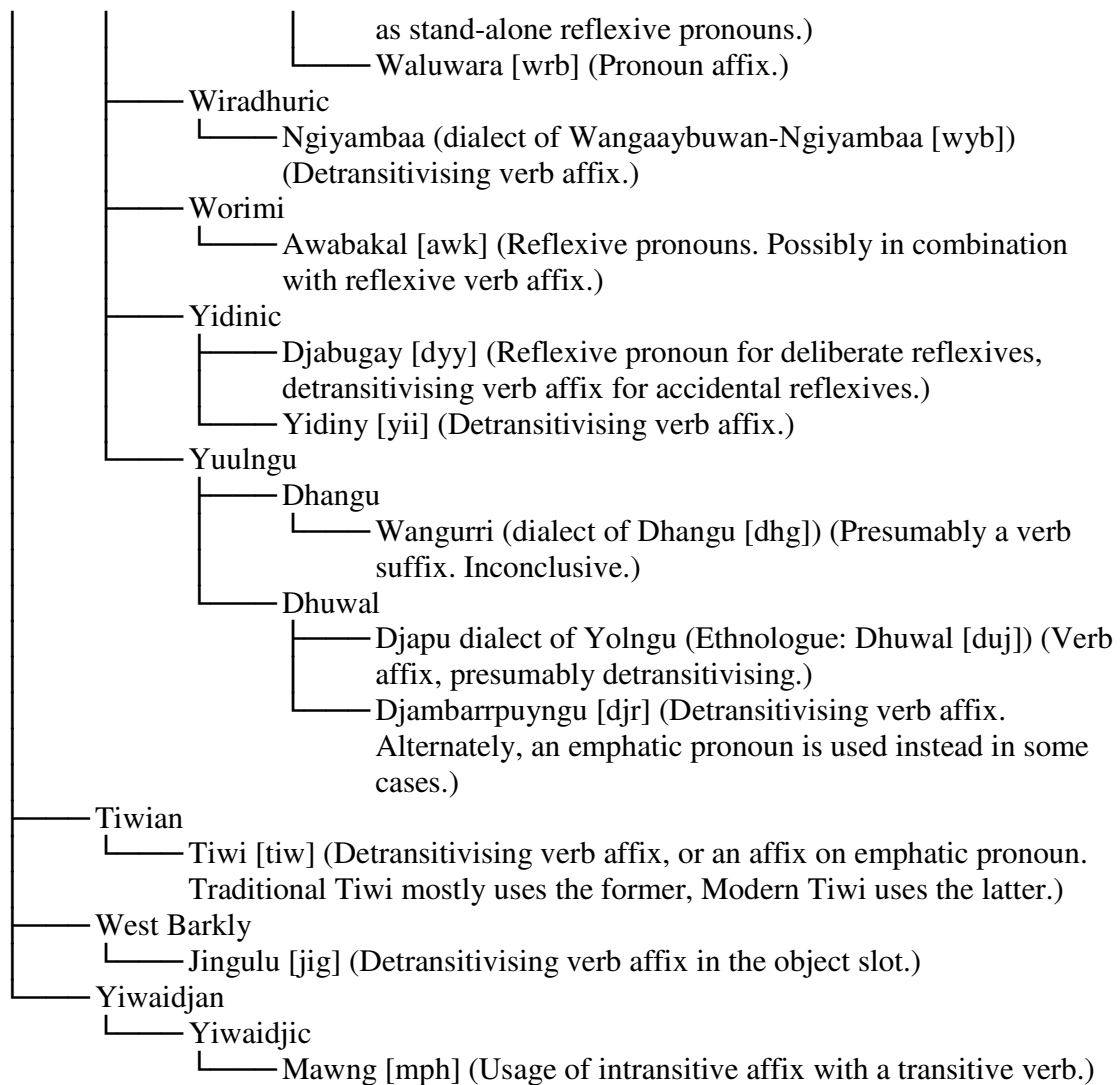 as stand-alone reflexive pronouns.)
Waluwara [wrb] (Pronoun affix.)
Wiradhuric
Ngiyambaa (dialect of Wangaaybuwan-Ngiyambaa [wyb])
(Detransitivising verb affix.)
Worimi
Awabakal [awk] (Reflexive pronouns. Possibly in combination
with reflexive verb affix.)
Yidinic
Djabugay [dyy] (Reflexive pronoun for deliberate reflexives,
detransitivising verb affix for accidental reflexives.)
Yidiny [yii] (Detransitivising verb affix.)
Yuulngu
Dhangu
Wangurri (dialect of Dhangu [dhg]) (Presumably a verb
suffix. Inconclusive.)
Dhuwal
Djapu dialect of Yolngu (Ethnologue: Dhuwal [duj]) (Verb
affix, presumably detransitivising.)
Djambarrpuyngu [djr] (Detransitivising verb affix.
Alternately, an emphatic pronoun is used instead in some
cases.)
Tiwian
Tiwi [tiw] (Detransitivising verb affix, or an affix on emphatic pronoun.
Traditional Tiwi mostly uses the former, Modern Tiwi uses the latter.)
West Barkly
Jingulu [jig] (Detransitivising verb affix in the object slot.)
Yiwaidjan
Yiwaidjic
Mawng [mph] (Usage of intransitive affix with a transitive verb.)